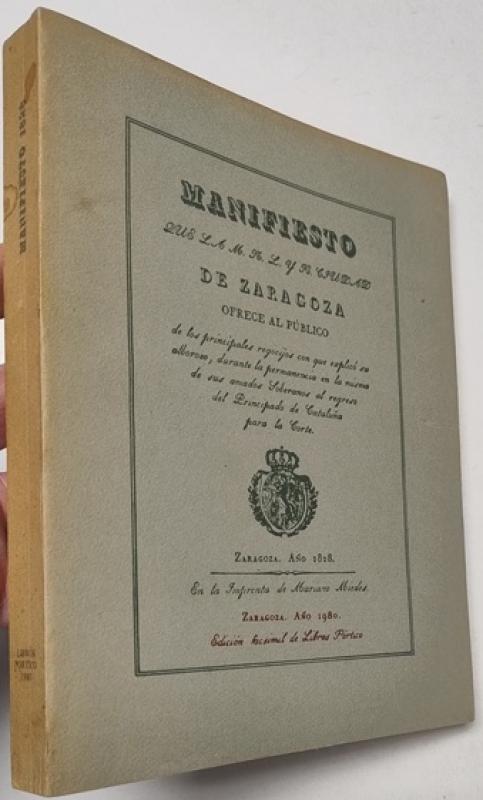 MANIFIESTO
QUE LA M. N. L. Y H. CIUDAD
DE ZARAGOZA
OFRECE AL PÚBLICO
de los principales regocijos con que explicó su
alborozo, durante la permanencia en la misma
de sus amados Soberanos al regreso
del Principado de Cataluña
para la Corte.
ZARAGOZA. AÑO 1828.
En la Imprenta de Mariano Miedes.
ZARAGOZA. AÑO 1980.
Edición facsímil de Libros Pórtico
MANIFIESTO 1828
LIBROS
PÓRTICO
1980